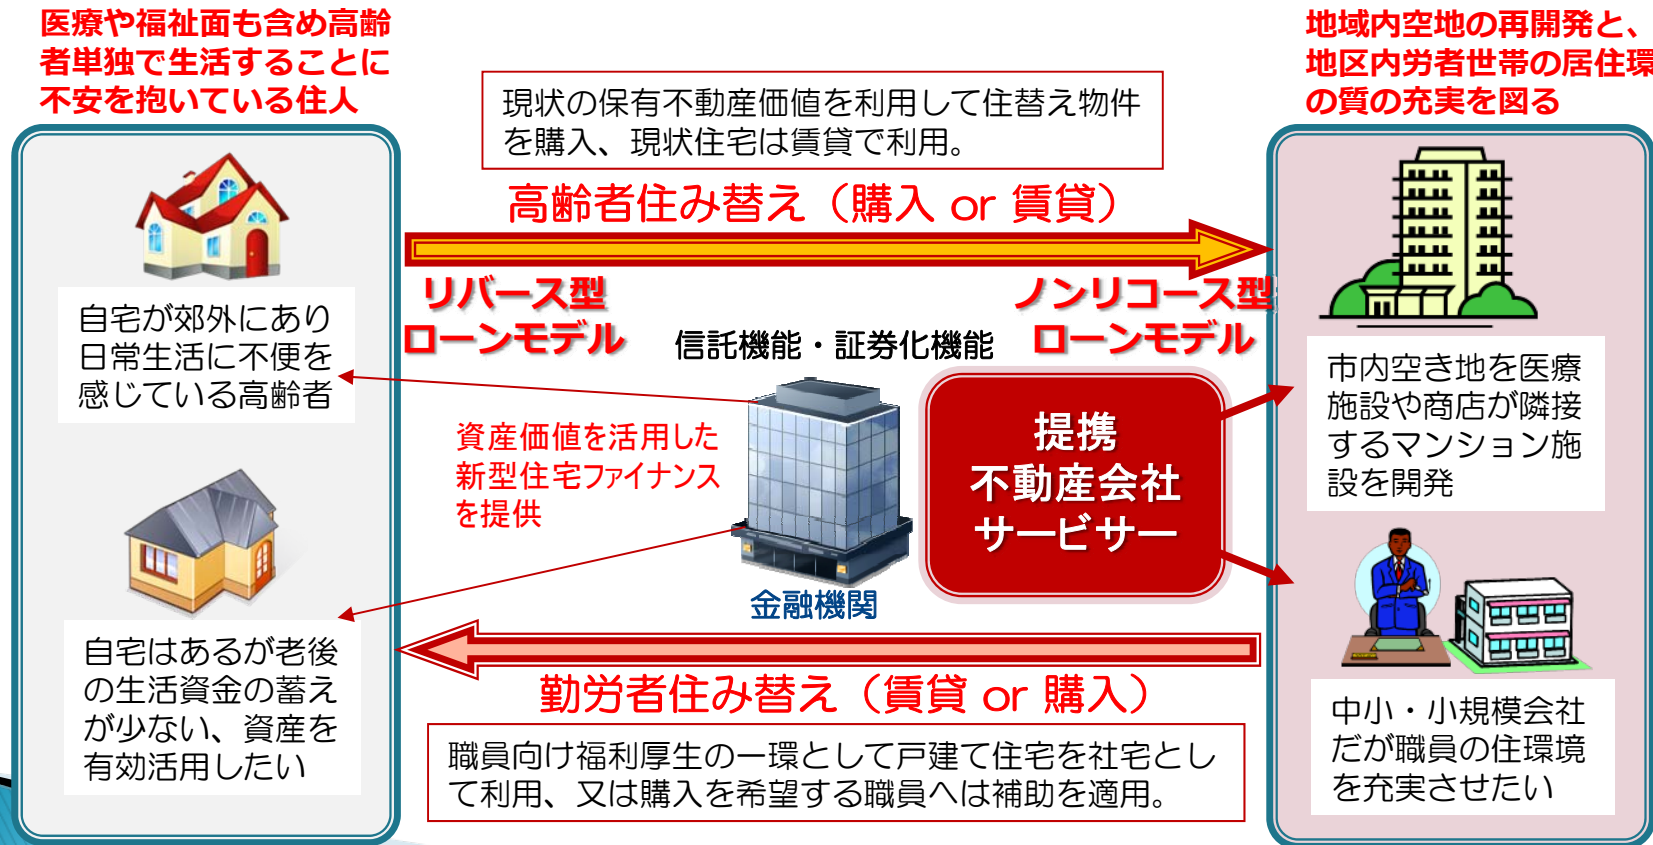 医療や福祉面も含め高齢
者単独で生活することに
不安を抱いている住人
地域内空地の再開発と、
地区内労者世帯の居住環
の質の充実を図る
現状の保有不動産価値を利用して住替え物件
を購入、現状住宅は賃貸で利用。
高齢者住み替え（購入 or 賃貸）
リバース型
ローンモデル
ノンリコース型
ローンモデル
信託機能・証券化機能
自宅が郊外にあり
日常生活に不便を
感じている高齢者
資産価値を活用した
新型住宅ファイナンス
を提供
提携
不動産会社
サービサー
市内空き地を医療
施設や商店が隣接
するマンション施
設を開発
金融機関
自宅はあるが老後
の生活資金の蓄え
が少ない、資産を
有効活用したい
勤労者住み替え（賃貸 or 購入）
職員向け福利厚生の一環として戸建て住宅を社宅とし
て利用、又は購入を希望する職員へは補助を適用。
中小・小規模会社
だが職員の住環境
を充実させたい